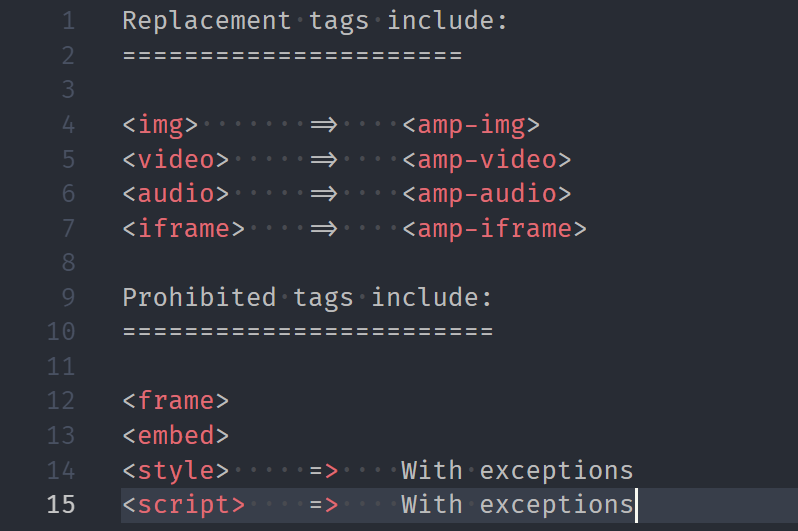 1 Replacement tags include:
2 ======================
3
4 <img>       =>    <amp-img>
5 <video>     =>    <amp-video>
6 <audio>     =>    <amp-audio>
7 <iframe>    =>    <amp-iframe>
8
9 Prohibited tags include:
10 ========================
11
12 <frame>
13 <embed>
14 <style>     =>    With exceptions
15 <script>    =>    With exceptions